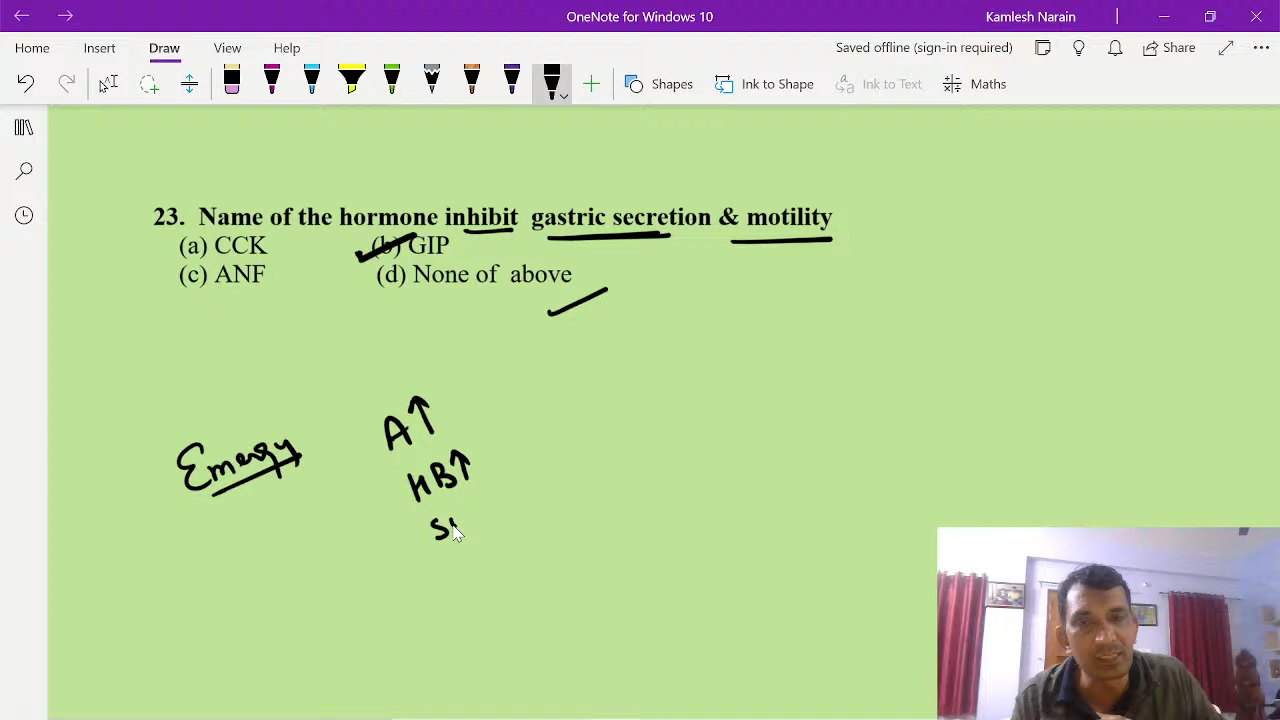 OneNote for Windows 10
Kamlesh Narain
Home Insert Draw View Help
Saved offline (sign-in required)
Share
Shapes
Ink to Shape
Ink to Text
Maths
23. Name of the hormone inhibit gastric secretion & motility
(a) CCK (b) GIP
(c) ANF (d) None of above
A↑
HB↑